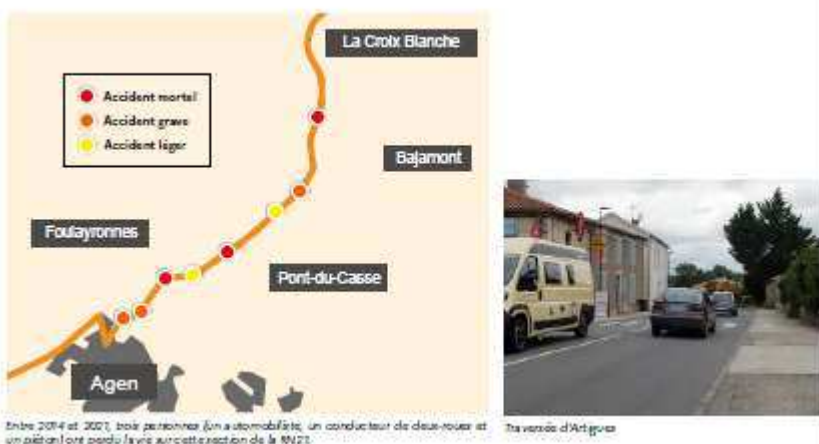 La Croix Blanche
Accident mortel
Accident grave
Accident léger
Bajamont
Foulayronnes
Pont-du-Casse
Agen
Entre 2014 et 2021, trois personnes (un automobiliste, un conducteur de deux-roues et
un piéton) ont perdu la vie sur cette section de la RN21.
Traversée d'Artigues